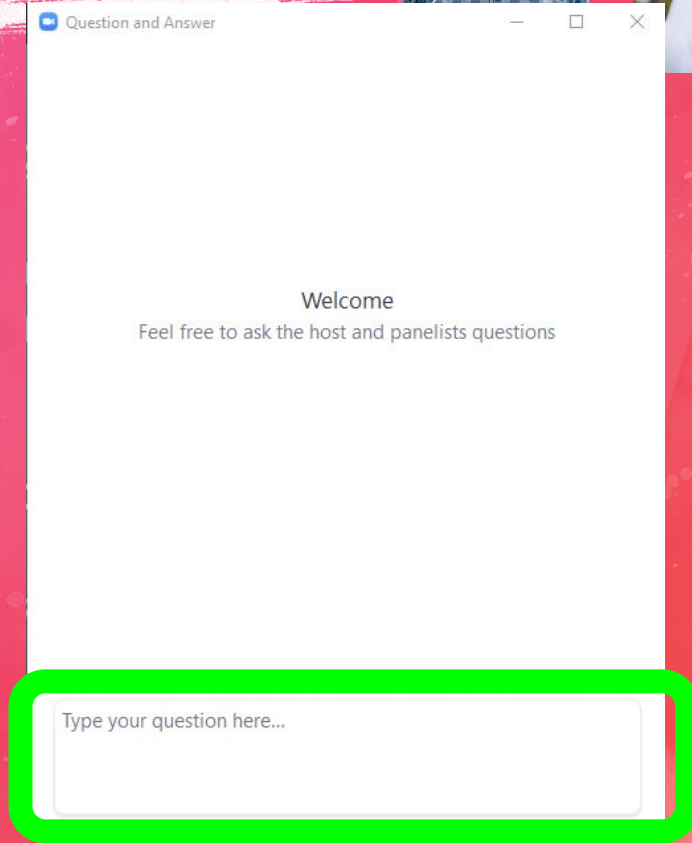 Question and Answer
Welcome
Feel free to ask the host and panelists questions
Type your question here...